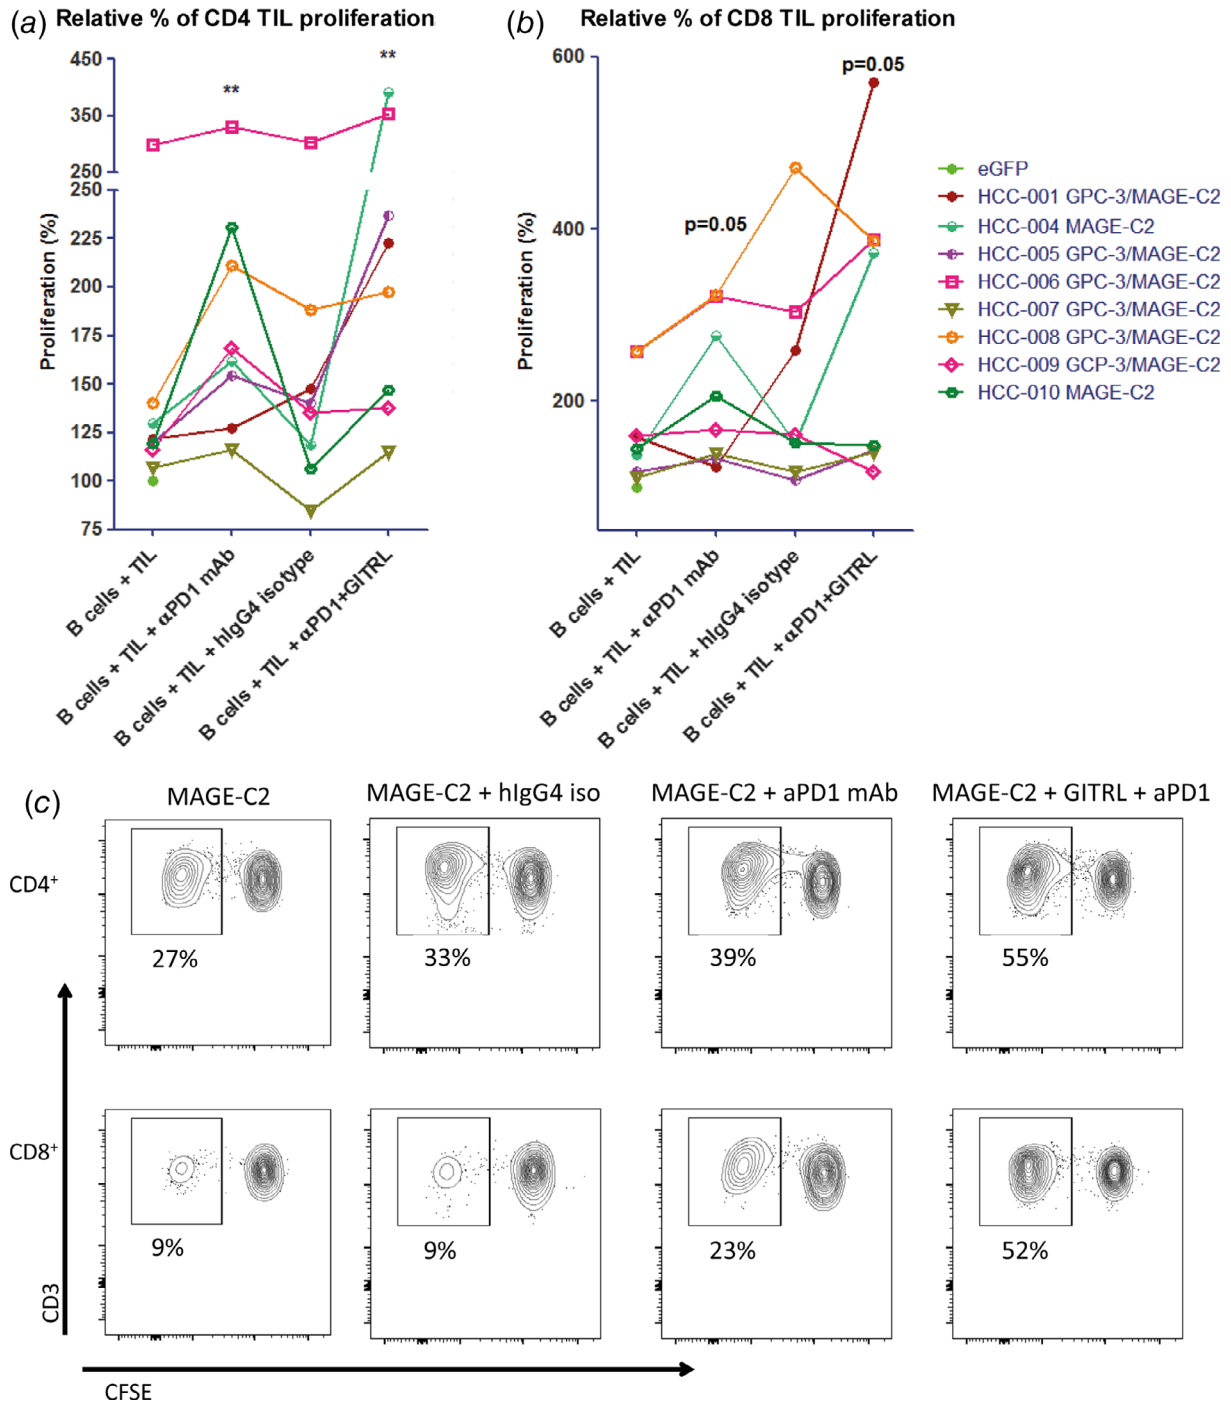 (a) Relative % of CD4 TIL proliferation
450
350
250
250
225
200
175
150
125
100
75
Proliferation (%)
**
**
B cells + TIL
B cells + TIL + αPD1 mAb
B cells + TIL + hIgG4 isotype
B cells + TIL + αPD1+GITRL
(b) Relative % of CD8 TIL proliferation
600
400
200
Proliferation (%)
p=0.05
p=0.05
B cells + TIL
B cells + TIL + αPD1 mAb
B cells + TIL + hIgG4 isotype
B cells + TIL + αPD1+GITRL
eGFP
HCC-001 GPC-3/MAGE-C2
HCC-004 MAGE-C2
HCC-005 GPC-3/MAGE-C2
HCC-006 GPC-3/MAGE-C2
HCC-007 GPC-3/MAGE-C2
HCC-008 GPC-3/MAGE-C2
HCC-009 GCP-3/MAGE-C2
HCC-010 MAGE-C2
(c)
MAGE-C2
MAGE-C2 + hIgG4 iso
MAGE-C2 + aPD1 mAb
MAGE-C2 + GITRL + aPD1
CD4+
27%
33%
39%
55%
CD8+
9%
9%
23%
52%
CD3
CFSE